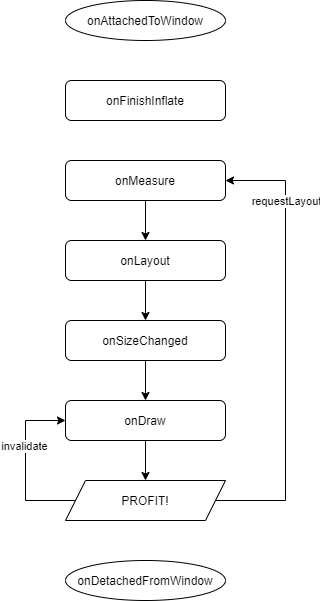 onAttachedToWindow
onFinishInflate
onMeasure
requestLayout
onLayout
onSizeChanged
onDraw
invalidate
PROFIT!
onDetachedFromWindow